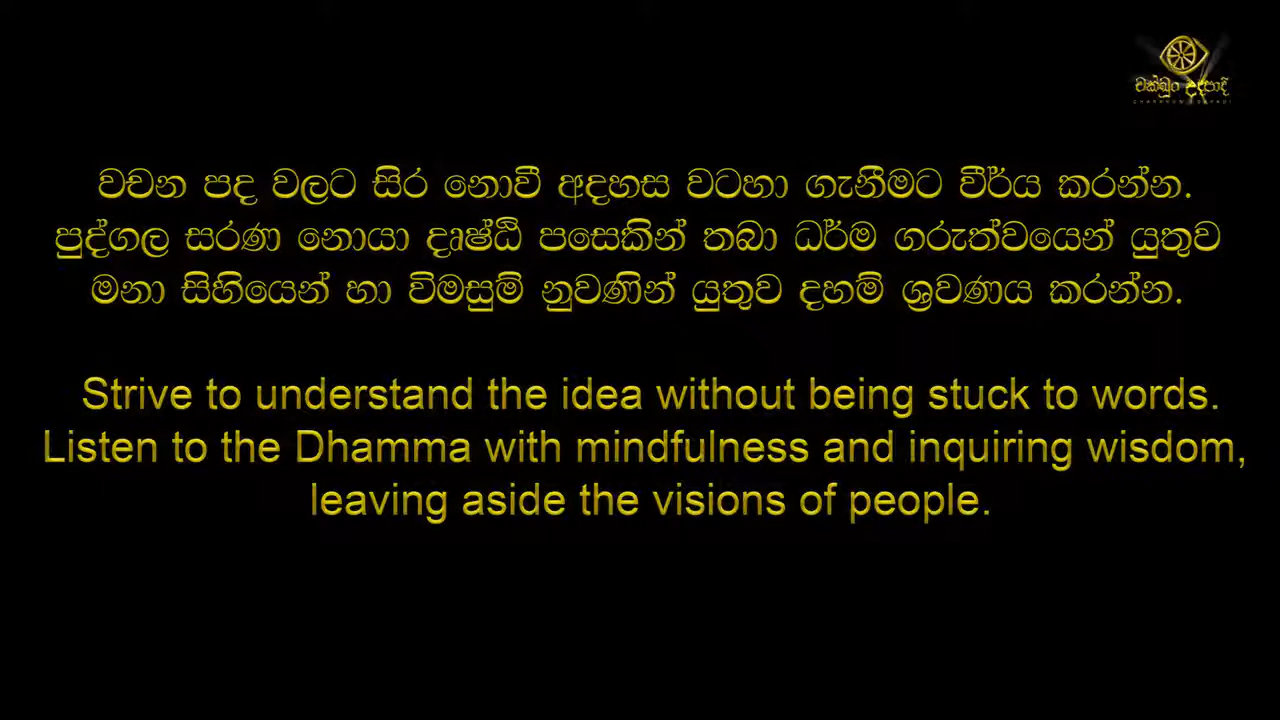 චක්ඛුං උදපාදි
වචන පද වලට සිර නොවී අදහස වටහා ගැනීමට වීර්ය කරන්න.
පුද්ගල සරණ නොයා දෘෂ්ඨි පසෙකින් තබා ධර්ම ගරුත්වයෙන් යුතුව
මනා සිහියෙන් හා විමසුම් නුවණින් යුතුව දහම් ශ්‍රවණය කරන්න.
Strive to understand the idea without being stuck to words.
Listen to the Dhamma with mindfulness and inquiring wisdom,
leaving aside the visions of people.